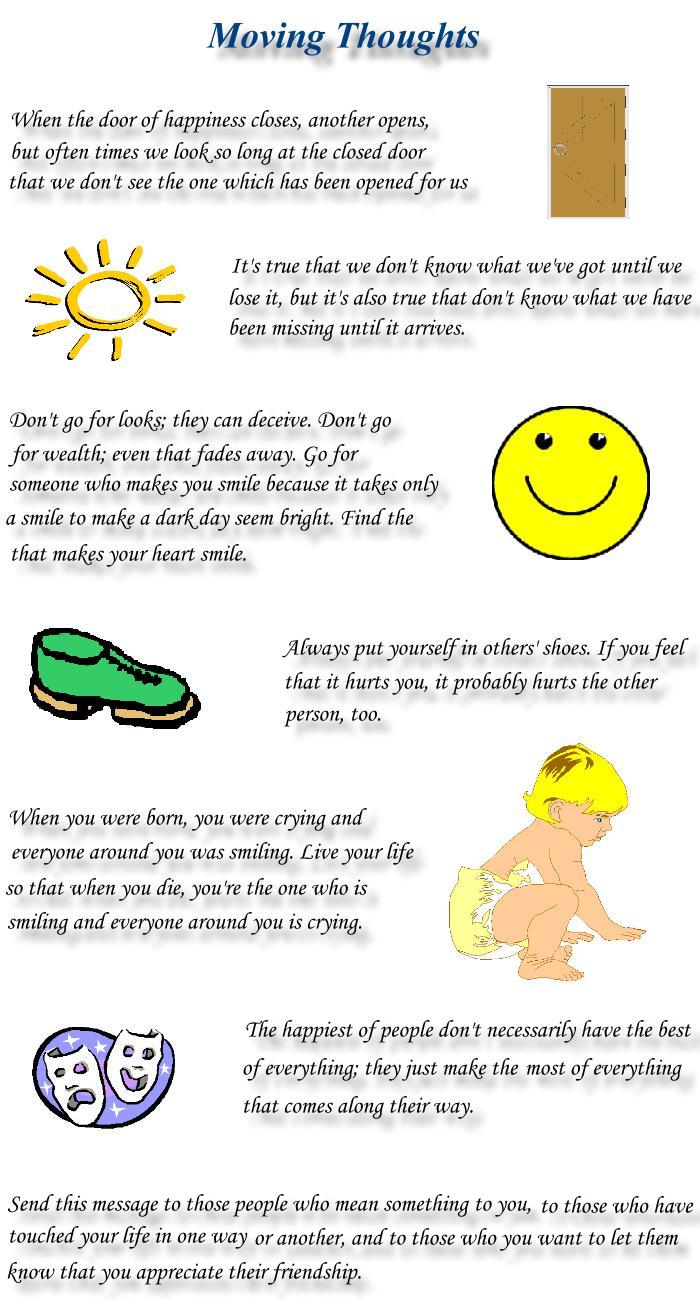 Moving Thoughts
When the door of happiness closes, another opens,
but often times we look so long at the closed door
that we don't see the one which has been opened for us
It's true that we don't know what we've got until we
lose it, but it's also true that don't know what we have
been missing until it arrives.
Don't go for looks; they can deceive. Don't go
for wealth; even that fades away. Go for
someone who makes you smile because it takes only
a smile to make a dark day seem bright. Find the
that makes your heart smile.
Always put yourself in others' shoes. If you feel
that it hurts you, it probably hurts the other
person, too.
When you were born, you were crying and
everyone around you was smiling. Live your life
so that when you die, you're the one who is
smiling and everyone around you is crying.
The happiest of people don't necessarily have the best
of everything; they just make the most of everything
that comes along their way.
Send this message to those people who mean something to you, to those who have
touched your life in one way or another, and to those who you want to let them
know that you appreciate their friendship.